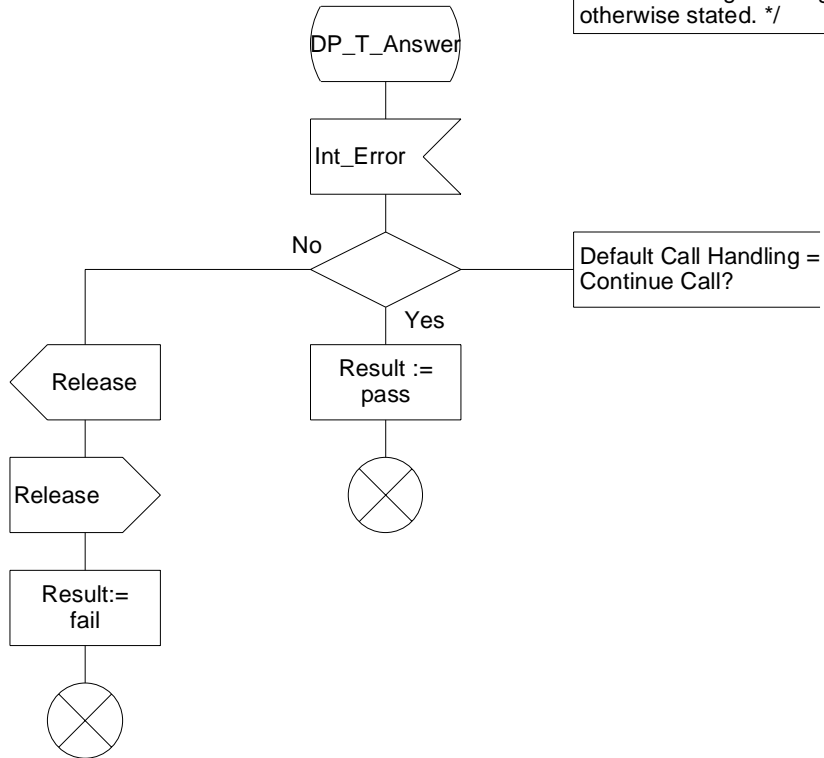 otherwise stated. */
DP_T_Answer
Int_Error
No
Default Call Handling =
Continue Call?
Yes
Release
Result :=
pass
Release
Result:=
fail